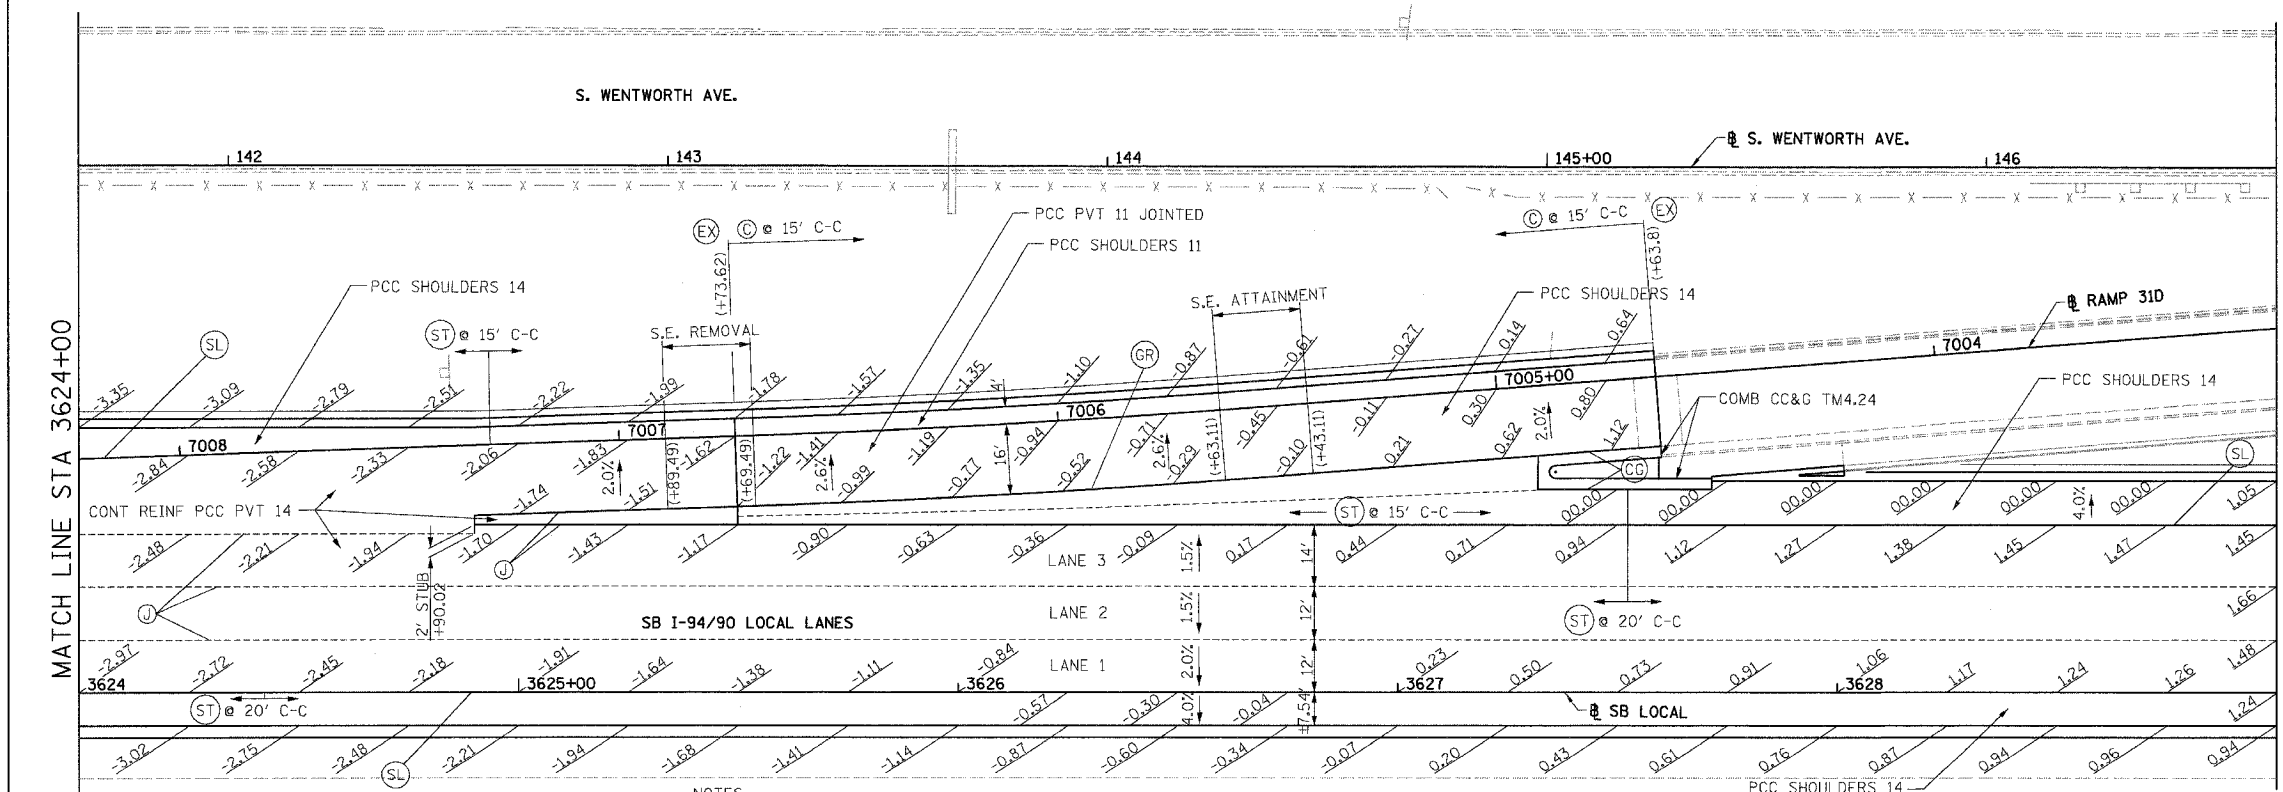 S. WENTWORTH AVE.
℄ S. WENTWORTH AVE.
142 143 144 145+00 146
MATCH LINE STA 3624+00
EX C @ 15' C-C
PCC PVT 11 JOINTED
PCC SHOULDERS 11
C @ 15' C-C EX
(+73.62)
(+63.8)
PCC SHOULDERS 14
S.E. ATTAINMENT
PCC SHOULDERS 14
℄ RAMP 31D
SL
ST @ 15' C-C
S.E. REMOVAL
GR
-3.35 -3.09 -2.79 -2.51 -2.22 -1.99 -1.78 -1.57 -1.35 -1.10 -0.87 -0.61 -0.27 0.14 0.64
4'
7008 7007 7006 7005+00 7004
PCC SHOULDERS 14
COMB CC&G TM4.24
-2.84 -2.58 -2.33 -2.06 -1.83 -1.62 -1.41 -1.19 -0.94 -0.71 -0.45 -0.11 0.30 0.80
2.0% (+89.49) (+69.49) 2.6% 16' 2.6% (+63.11) (+43.11) 2.0%
-1.74 -1.51 -1.22 -0.99 -0.77 -0.52 -0.29 -0.10 0.21 0.62 1.12
CG
SL
CONT REINF PCC PVT 14
ST @ 15' C-C
00.00 00.00 00.00 00.00 00.00 00.00 4.0% 1.05
-2.48 -2.21 -1.94 -1.70 -1.43 -1.17 -0.90 -0.63 -0.36 -0.09 0.17 0.44 0.71 0.94 1.12 1.27 1.38 1.45 1.47 1.45
J
LANE 3 1.5% 14'
2' STUB
+90.02
J
SB I-94/90 LOCAL LANES
LANE 2 1.5% 12'
ST @ 20' C-C
1.66
LANE 1 2.0% 12'
-2.97 -2.72 -2.45 -2.18 -1.91 -1.64 -1.38 -1.11 -0.84 0.23 0.50 0.73 0.91 1.06 1.17 1.24 1.26 1.48
3624 3625+00 3626 3627 3628
ST @ 20' C-C
-0.57 -0.30 4.0% -0.04 ±7.54'
℄ SB LOCAL
1.24
-3.02 -2.75 -2.48 -2.21 -1.94 -1.68 -1.41 -1.14 -0.87 -0.60 -0.34 -0.07 0.20 0.43 0.61 0.76 0.87 0.94 0.96 0.94
SL
NOTES
PCC SHOULDERS 14